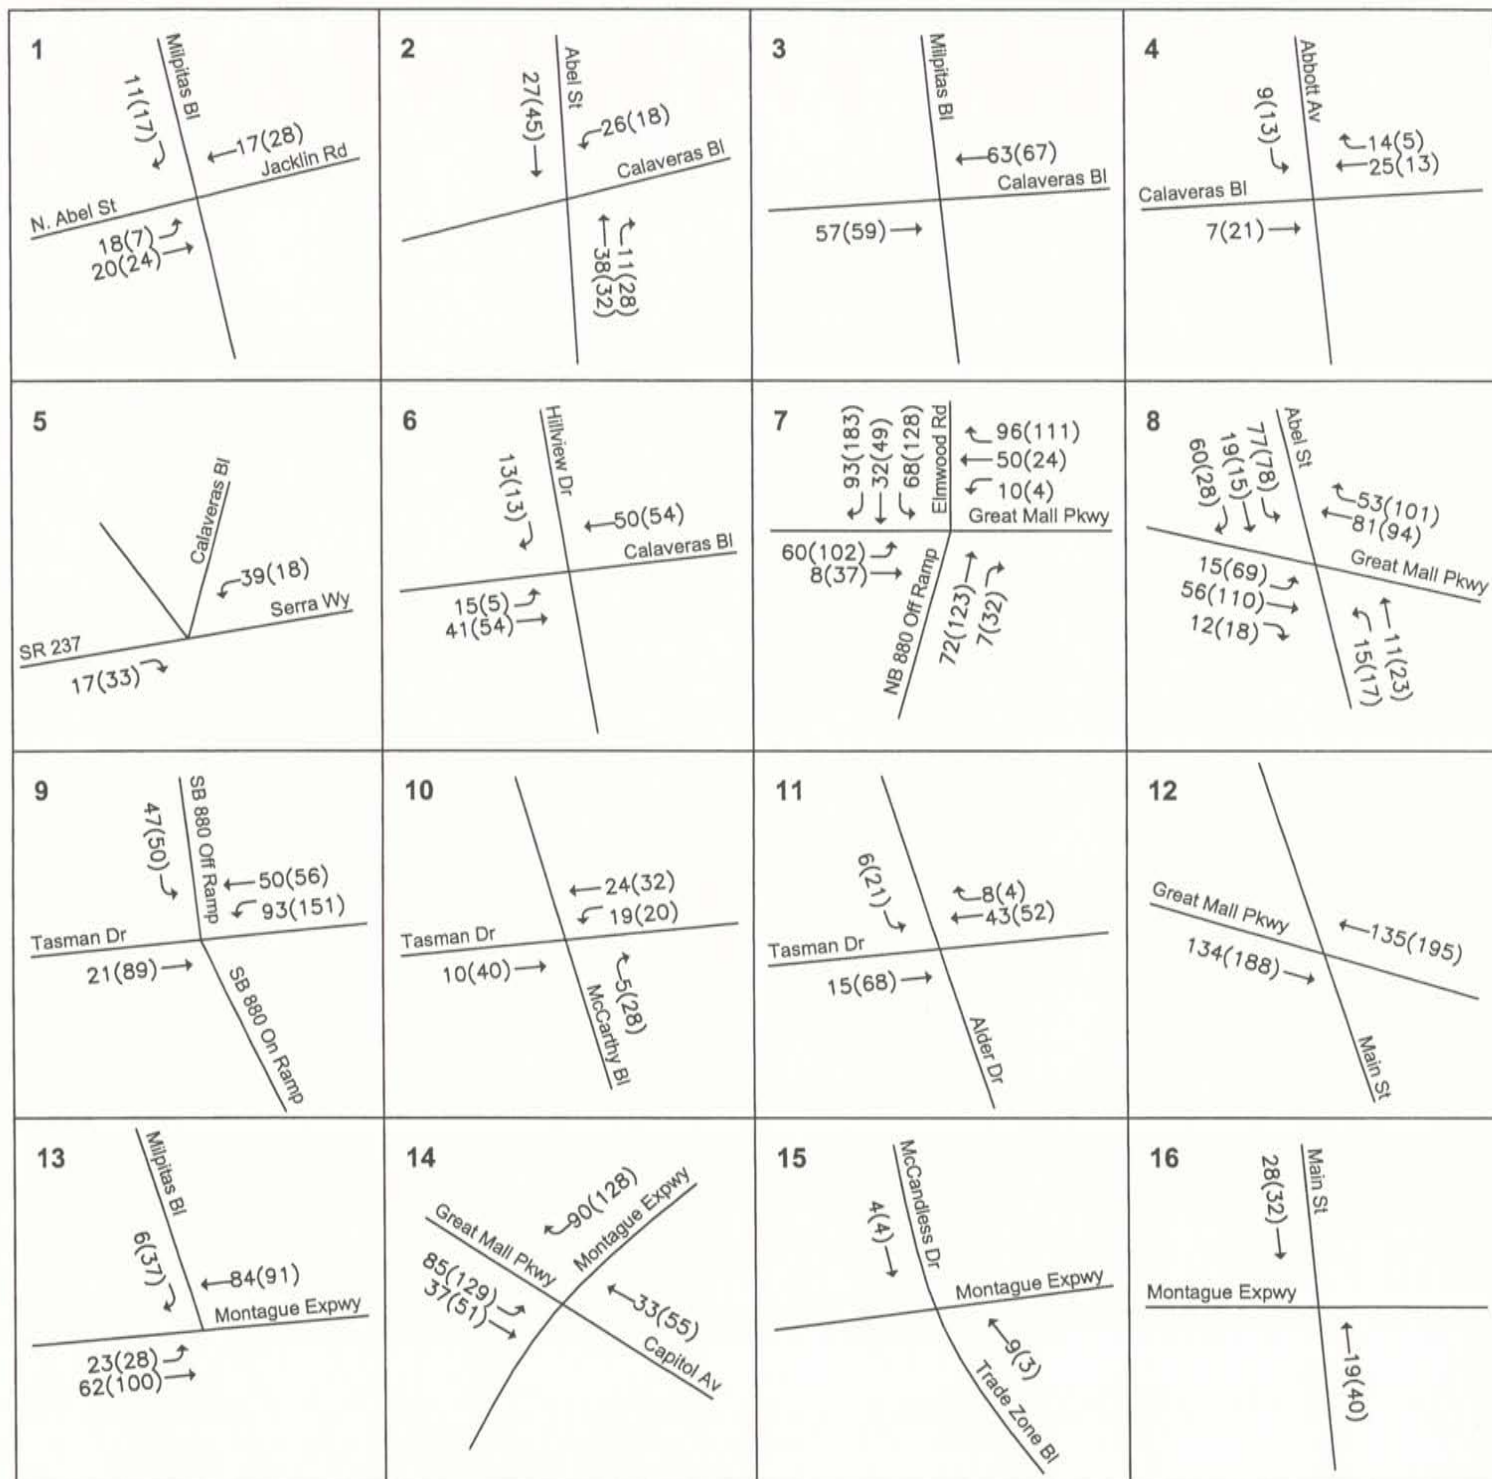 1
Milpitas Bl
11(17)
17(28)
Jacklin Rd
N. Abel St
18(7)
20(24)
2
Abel St
27(45)
26(18)
Calaveras Bl
38(32)
11(28)
3
Milpitas Bl
63(67)
Calaveras Bl
57(59)
4
Abbott Av
9(13)
14(5)
25(13)
Calaveras Bl
7(21)
5
Calaveras Bl
39(18)
Serra Wy
SR 237
17(33)
6
Hillview Dr
13(13)
50(54)
Calaveras Bl
15(5)
41(54)
7
93(183)
32(49)
68(128)
Elmwood Rd
96(111)
50(24)
10(4)
Great Mall Pkwy
60(102)
8(37)
NB 880 Off Ramp
72(123)
7(32)
8
60(28)
19(15)
77(78)
Abel St
53(101)
81(94)
Great Mall Pkwy
15(69)
56(110)
12(18)
15(17)
11(23)
9
47(50)
SB 880 Off Ramp
50(56)
93(151)
Tasman Dr
21(89)
SB 880 On Ramp
10
24(32)
19(20)
Tasman Dr
10(40)
McCarthy Bl
5(28)
11
6(21)
8(4)
43(52)
Tasman Dr
15(68)
Alder Dr
12
Great Mall Pkwy
135(195)
134(188)
Main St
13
Milpitas Bl
6(37)
84(91)
Montague Expwy
23(28)
62(100)
14
90(128)
Montague Expwy
Great Mall Pkwy
85(129)
37(51)
33(55)
Capitol Av
15
McCandless Dr
4(4)
Montague Expwy
9(3)
Trade Zone Bl
16
28(32)
Main St
Montague Expwy
19(40)